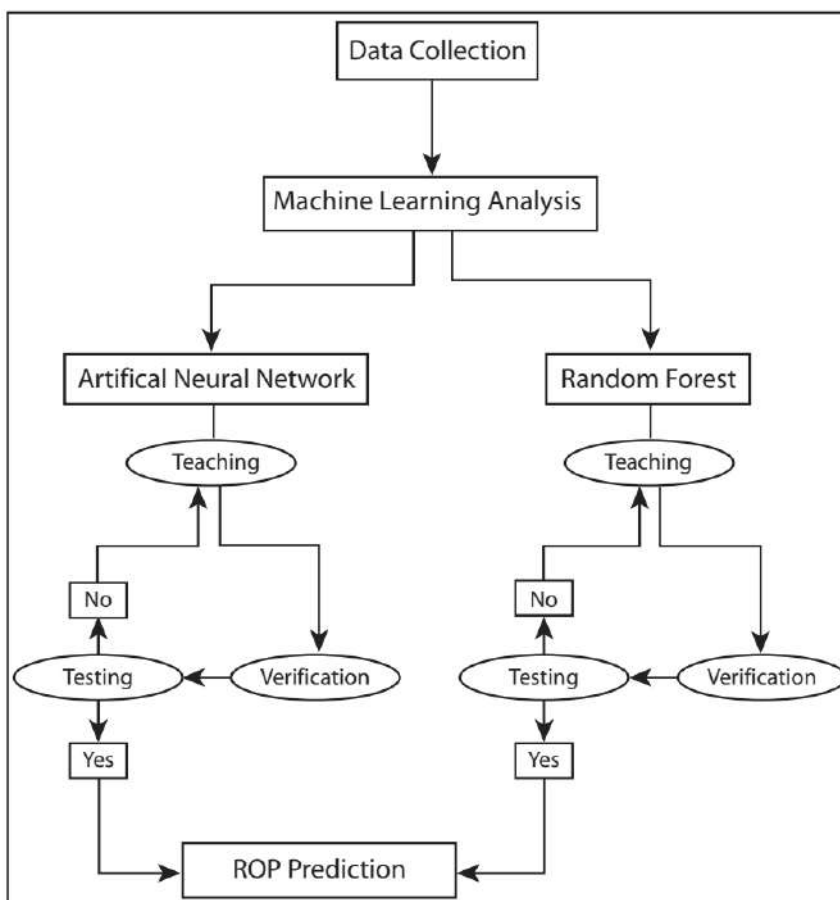 Data Collection
Machine Learning Analysis
Artifical Neural Network
Random Forest
Teaching
Teaching
No
No
Testing
Verification
Testing
Verification
Yes
Yes
ROP Prediction